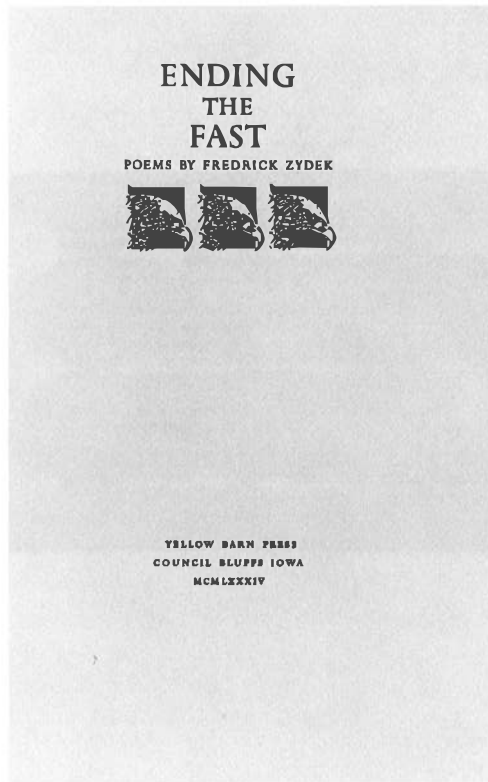 ENDING
THE
FAST
POEMS BY FREDRICK ZYDEK
YELLOW BARN PRESS
COUNCIL BLUFFS IOWA
MCMLXXXIV